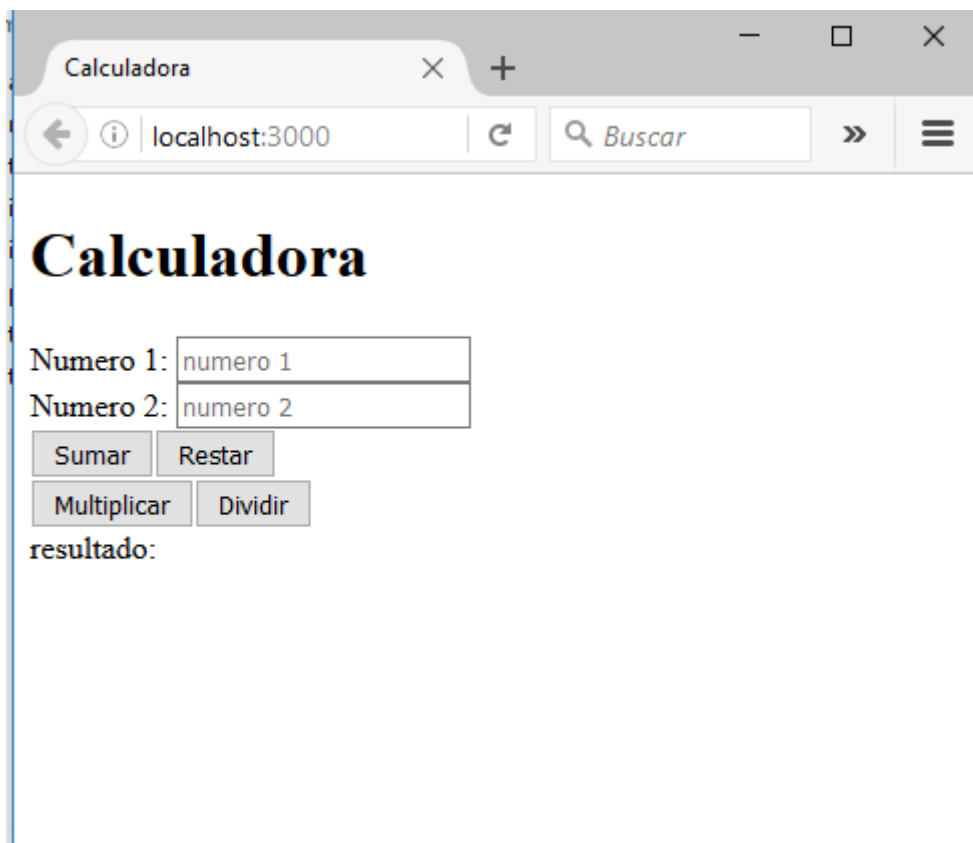 Calculadora
localhost:3000
Buscar
Calculadora
Numero 1: numero 1
Numero 2: numero 2
Sumar Restar
Multiplicar Dividir
resultado: